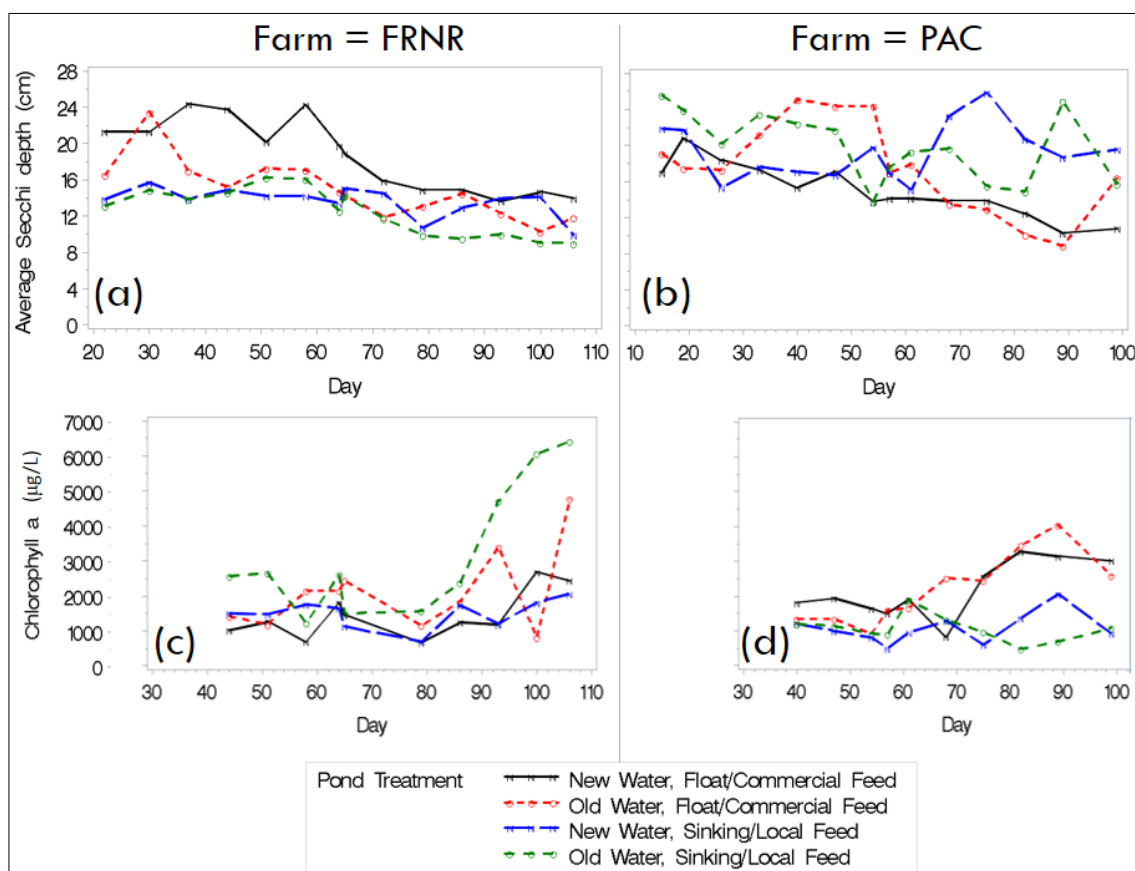 Farm = FRNR
Farm = PAC
Average Secchi depth (cm)
28
24
20
16
12
8
4
0
(a)
(b)
20 30 40 50 60 70 80 90 100 110
10 20 30 40 50 60 70 80 90 100
Day
Day
Chlorophyll a (µg/L)
7000
6000
5000
4000
3000
2000
1000
0
(c)
(d)
30 40 50 60 70 80 90 100 110
30 40 50 60 70 80 90 100
Day
Day
Pond Treatment
New Water, Float/Commercial Feed
Old Water, Float/Commercial Feed
New Water, Sinking/Local Feed
Old Water, Sinking/Local Feed